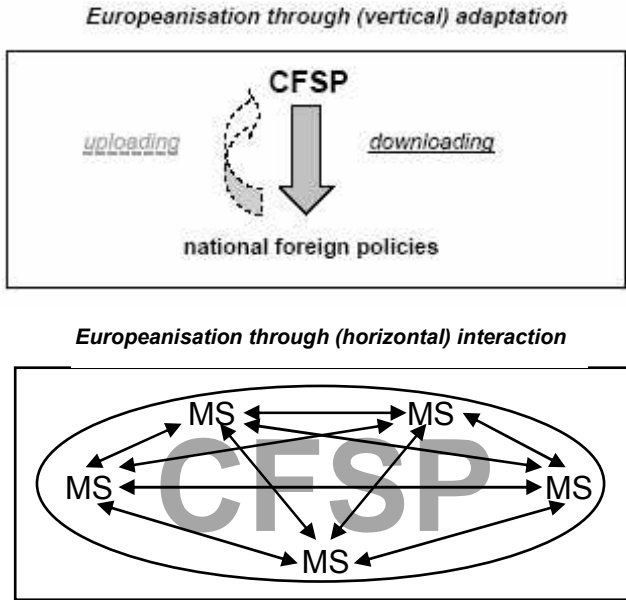 Europeanisation through (vertical) adaptation
CFSP
uploading
downloading
national foreign policies
Europeanisation through (horizontal) interaction
MS MS
CFSP
MS MS
MS